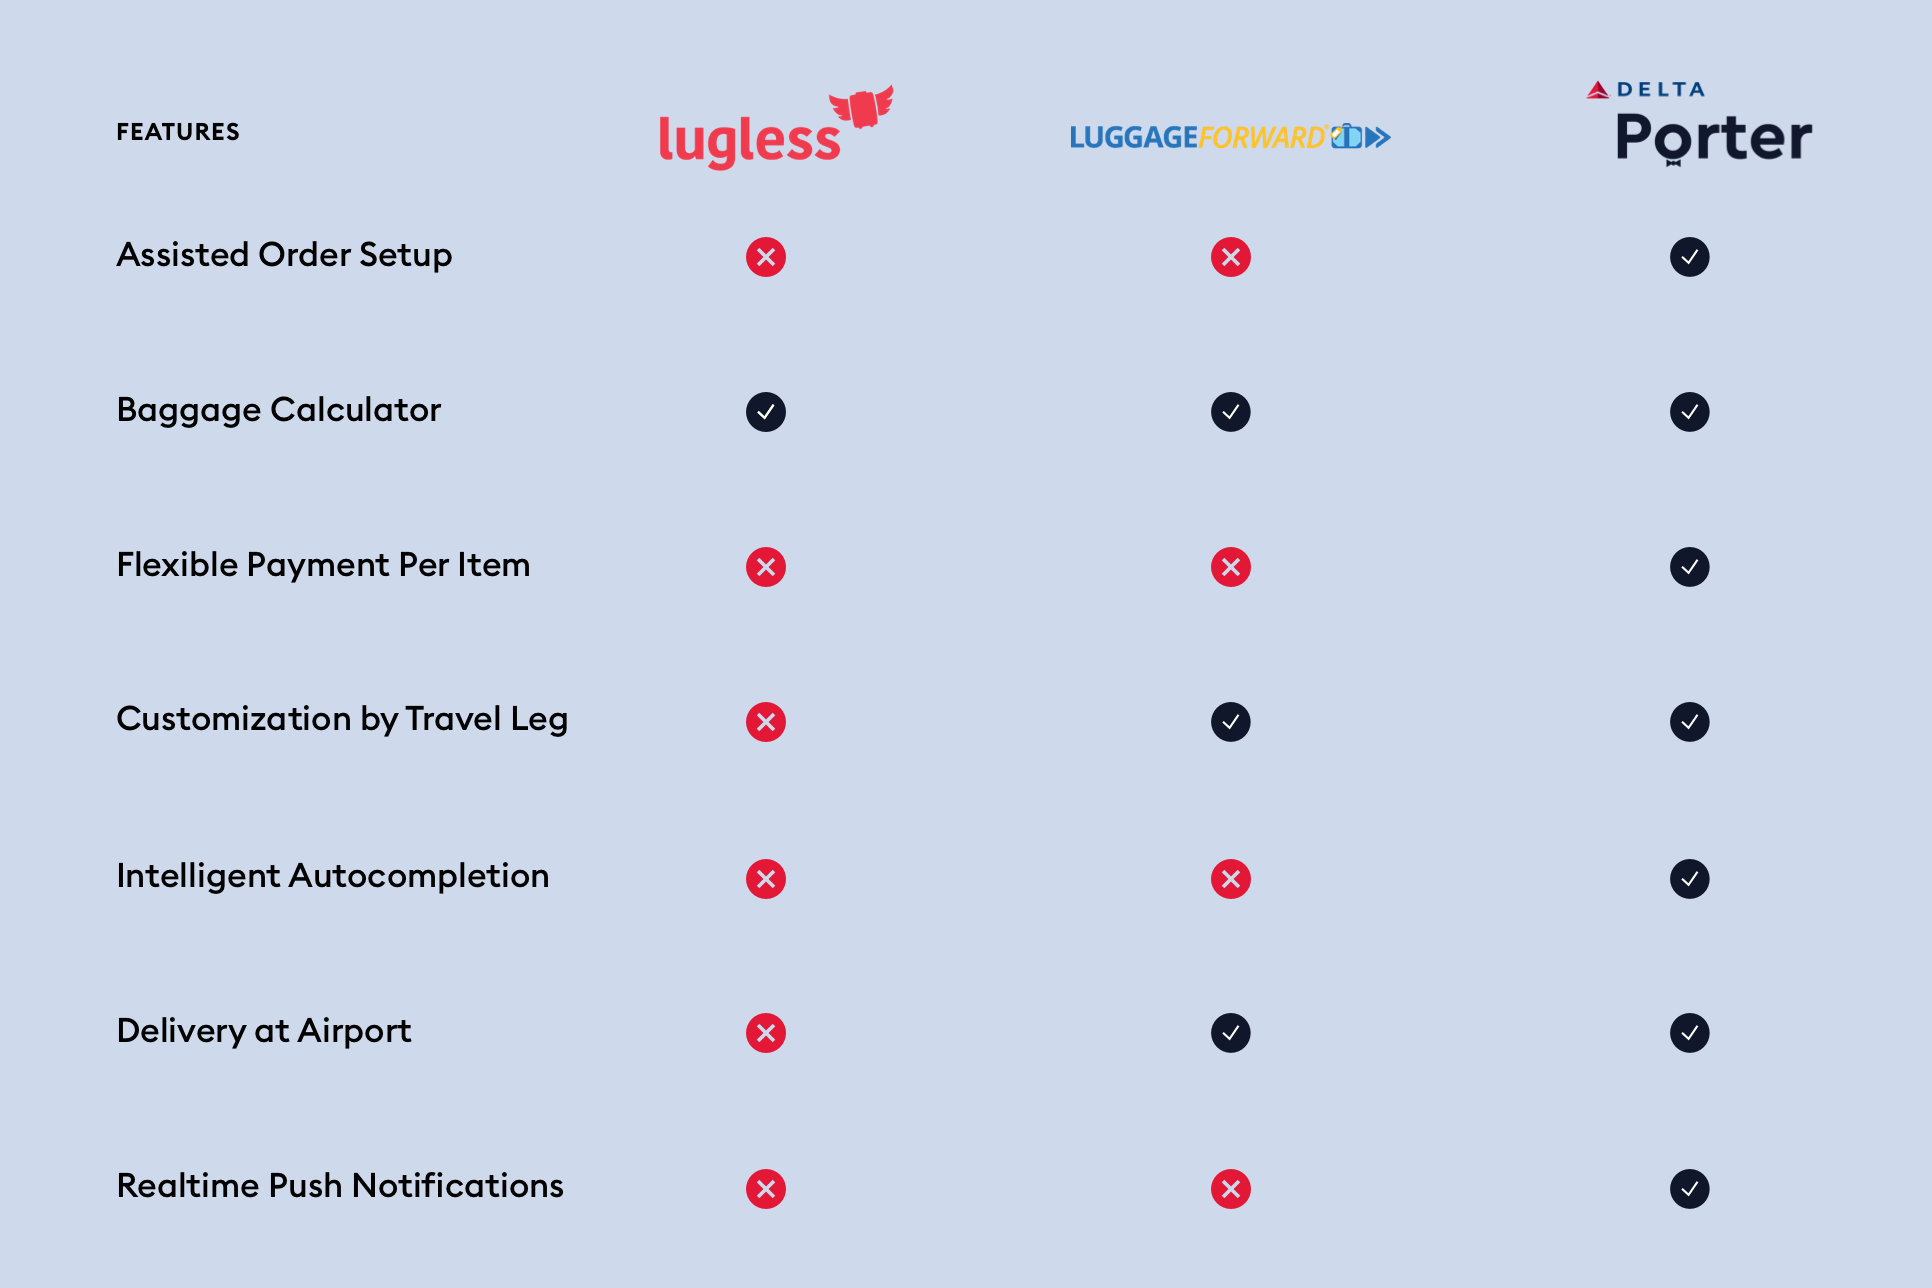 FEATURES
lugless
LUGGAGEFORWARD®
DELTA
Porter
Assisted Order Setup
Baggage Calculator
Flexible Payment Per Item
Customization by Travel Leg
Intelligent Autocompletion
Delivery at Airport
Realtime Push Notifications